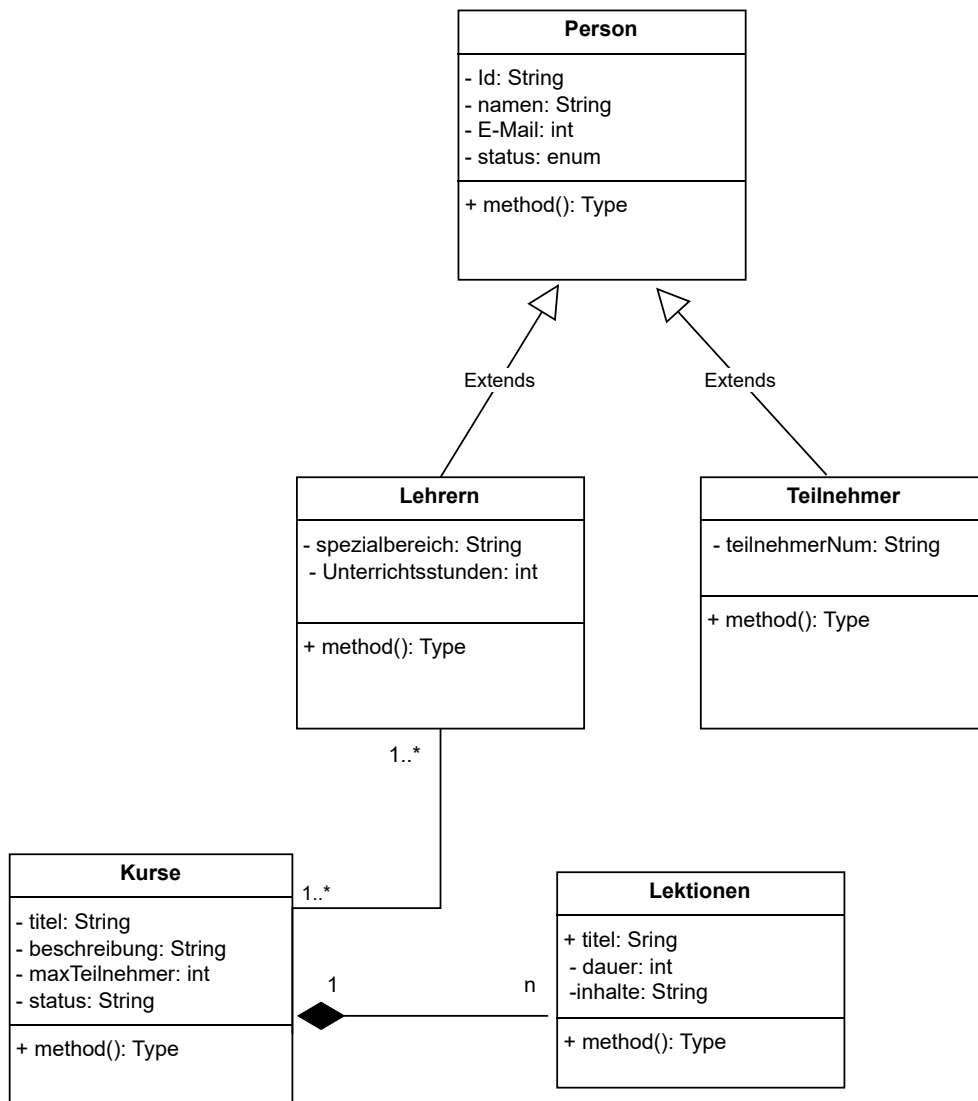 Person
- Id: String
- namen: String
- E-Mail: int
- status: enum
+ method(): Type
Extends
Extends
Lehrern
- spezialbereich: String
- Unterrichtsstunden: int
+ method(): Type
Teilnehmer
- teilnehmerNum: String
+ method(): Type
1..*
1..*
Kurse
- titel: String
- beschreibung: String
- maxTeilnehmer: int
- status: String
+ method(): Type
1
n
Lektionen
+ titel: Sring
- dauer: int
-inhalte: String
+ method(): Type